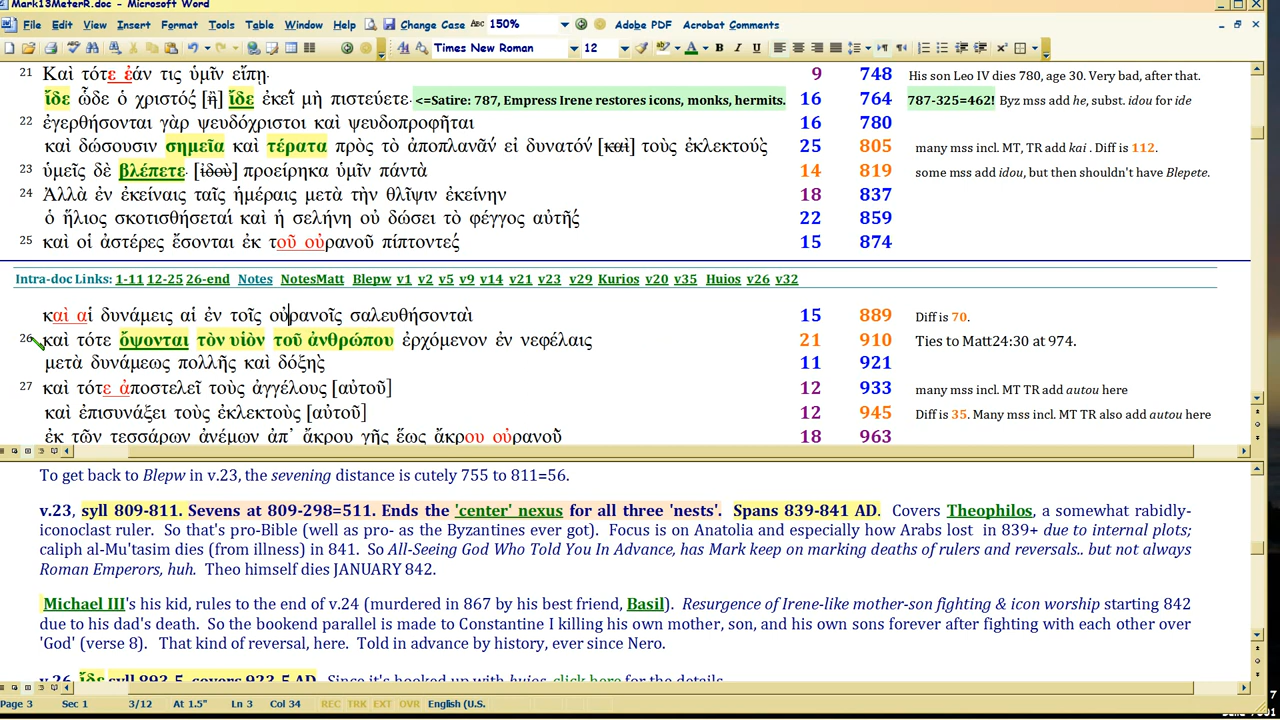 Mark13MeterR.doc - Microsoft Word
File Edit View Insert Format Tools Table Window Help Change Case ABC 150% Adobe PDF Acrobat Comments
Times New Roman 12 B I U
21 Καὶ τότε ἐάν τις ὑμῖν εἴπῃ· 9 748 His son Leo IV dies 780, age 30. Very bad, after that.
ἴδε ὧδε ὁ χριστός [ἢ] ἴδε ἐκεῖ μὴ πιστεύετε· <=Satire: 787, Empress Irene restores icons, monks, hermits. 16 764 787-325=462! Byz mss add he, subst. idou for ide
22 ἐγερθήσονται γὰρ ψευδόχριστοι καὶ ψευδοπροφῆται 16 780
καὶ δώσουσιν σημεῖα καὶ τέρατα πρὸς τὸ ἀποπλανᾶν εἰ δυνατόν [καὶ] τοὺς ἐκλεκτούς 25 805 many mss incl. MT, TR add kai . Diff is 112.
23 ὑμεῖς δὲ βλέπετε· [ἰδού] προείρηκα ὑμῖν πάντα 14 819 some mss add idou, but then shouldn't have Blepete.
24 Ἀλλὰ ἐν ἐκείναις ταῖς ἡμέραις μετὰ τὴν θλῖψιν ἐκείνην 18 837
ὁ ἥλιος σκοτισθήσεται καὶ ἡ σελήνη οὐ δώσει τὸ φέγγος αὐτῆς 22 859
25 καὶ οἱ ἀστέρες ἔσονται ἐκ τοῦ οὐρανοῦ πίπτοντες 15 874
Intra-doc Links: 1-11 12-25 26-end Notes NotesMatt Blepw v1 v2 v5 v9 v14 v21 v23 v29 Kurios v20 v35 Huios v26 v32
καὶ αἱ δυνάμεις αἱ ἐν τοῖς οὐρανοῖς σαλευθήσονται 15 889 Diff is 70.
26 καὶ τότε ὄψονται τὸν υἱὸν τοῦ ἀνθρώπου ἐρχόμενον ἐν νεφέλαις 21 910 Ties to Matt24:30 at 974.
μετὰ δυνάμεως πολλῆς καὶ δόξης 11 921
27 καὶ τότε ἀποστελεῖ τοὺς ἀγγέλους [αὐτοῦ] 12 933 many mss incl. MT TR add autou here
καὶ ἐπισυνάξει τοὺς ἐκλεκτοὺς [αὐτοῦ] 12 945 Diff is 35. Many mss incl. MT TR also add autou here
ἐκ τῶν τεσσάρων ἀνέμων ἀπ᾽ ἄκρου γῆς ἕως ἄκρου οὐρανοῦ 18 963
To get back to Blepw in v.23, the sevening distance is cutely 755 to 811=56.
v.23, syll 809-811. Sevens at 809-298=511. Ends the 'center' nexus for all three 'nests'. Spans 839-841 AD. Covers Theophilos, a somewhat rabidly-
iconoclast ruler. So that's pro-Bible (well as pro- as the Byzantines ever got). Focus is on Anatolia and especially how Arabs lost in 839+ due to internal plots;
caliph al-Mu'tasim dies (from illness) in 841. So All-Seeing God Who Told You In Advance, has Mark keep on marking deaths of rulers and reversals.. but not always
Roman Emperors, huh. Theo himself dies JANUARY 842.
Michael III's his kid, rules to the end of v.24 (murdered in 867 by his best friend, Basil). Resurgence of Irene-like mother-son fighting & icon worship starting 842
due to his dad's death. So the bookend parallel is made to Constantine I killing his own mother, son, and his own sons forever after fighting with each other over
'God' (verse 8). That kind of reversal, here. Told in advance by history, ever since Nero.
v.26, ἴδε syll 893-5, covers 923-5 AD. Since it's hooked up with huios, click here for the details.
Page 3 Sec 1 3/12 At 1.5" Ln 3 Col 34 REC TRK EXT OVR English (U.S.